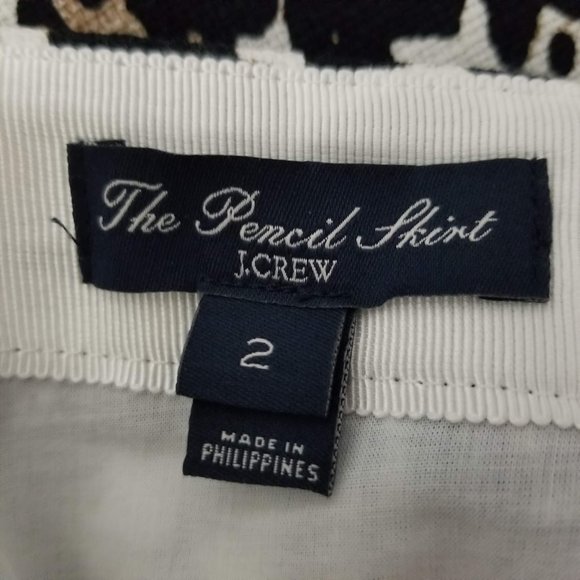 The Pencil Skirt
J.CREW
2
MADE IN
PHILIPPINES